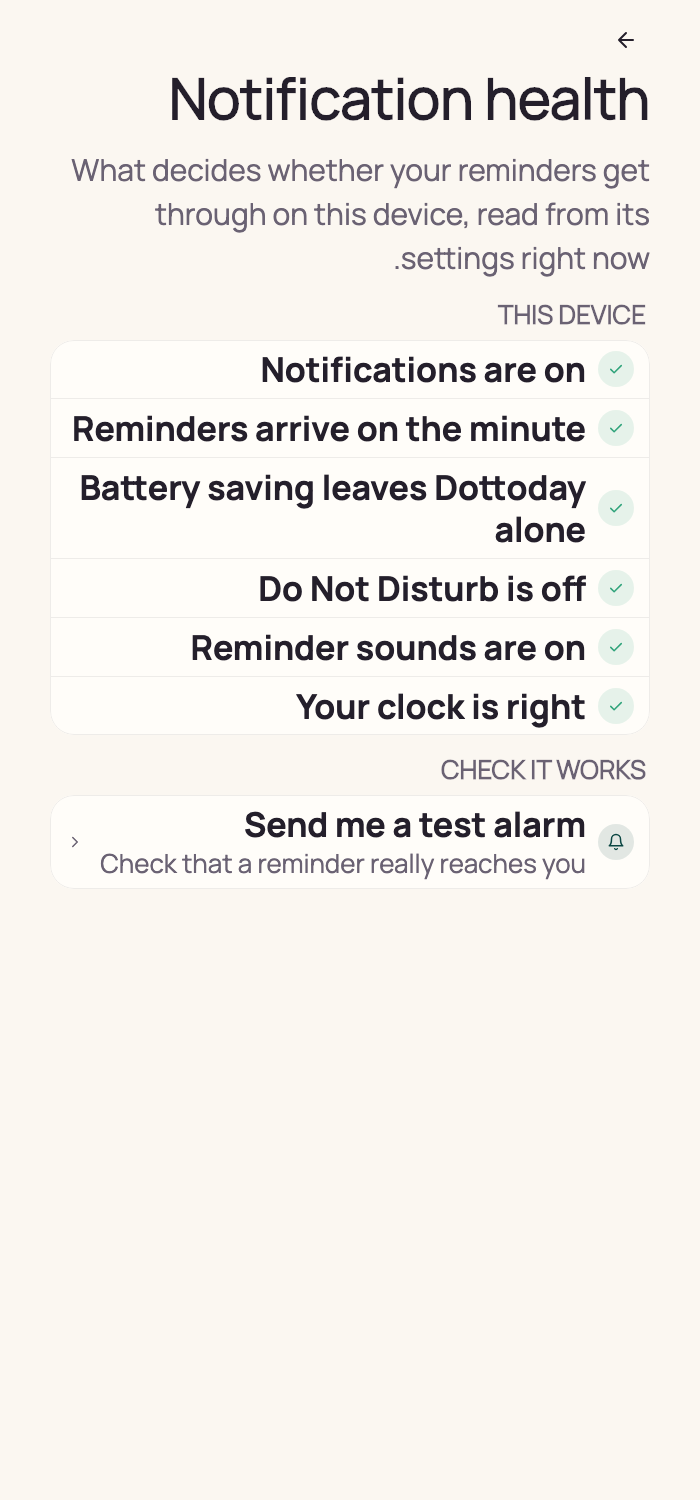 Notification health
What decides whether your reminders get
through on this device, read from its
.settings right now
THIS DEVICE
Notifications are on
Reminders arrive on the minute
Battery saving leaves Dottoday
alone
Do Not Disturb is off
Reminder sounds are on
Your clock is right
CHECK IT WORKS
Send me a test alarm
Check that a reminder really reaches you